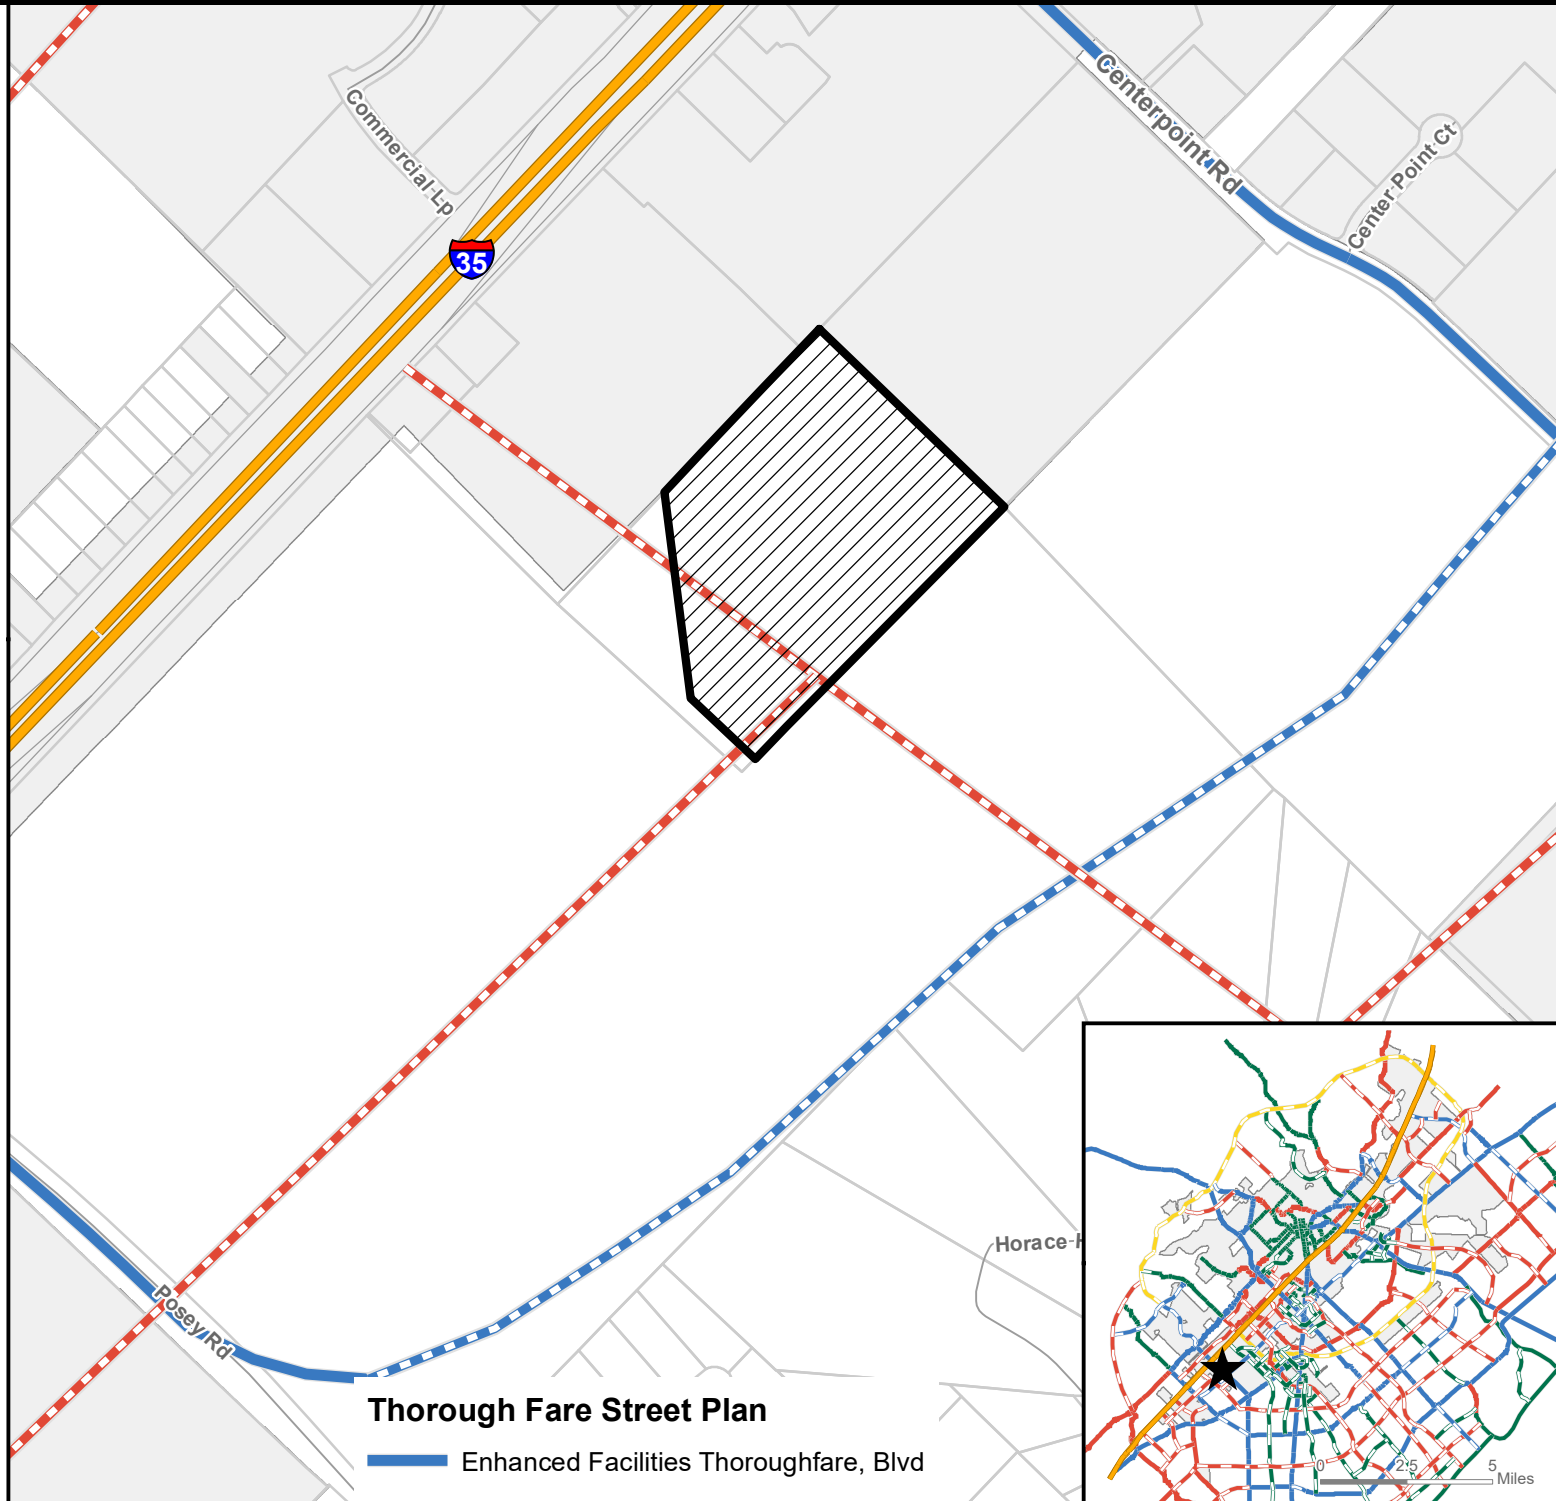 Centerpoint Rd
Commercial Lp
Center Point Ct
35
Horace
Posey Rd
Thorough Fare Street Plan
Enhanced Facilities Thoroughfare, Blvd
0 2.5 5
Miles